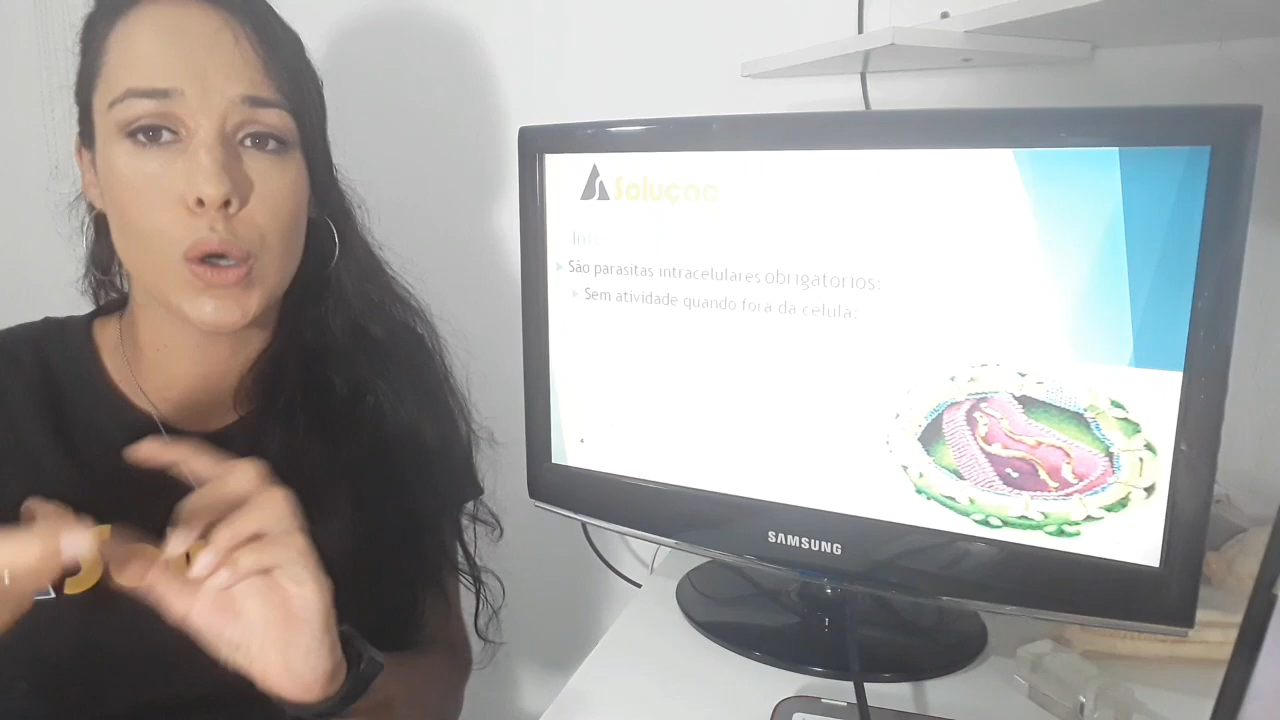 Solução
São parasitas intracelulares obrigatorios:
Sem atividade quando fora da celula:
SAMSUNG